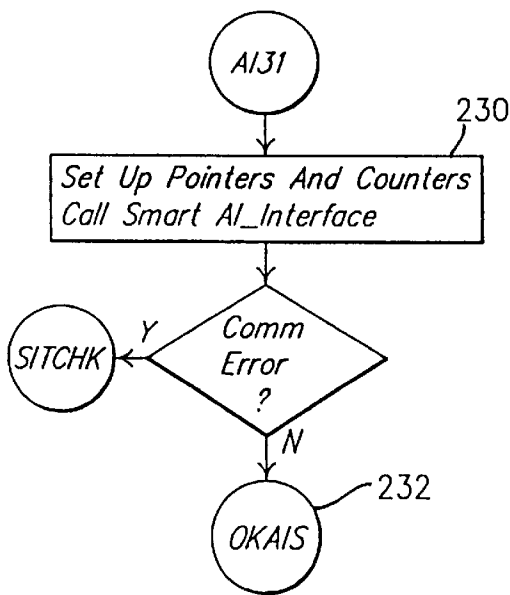 AI31
230
Set Up Pointers And Counters
Call Smart AI_Interface
Comm
Error
?
Y
SITCHK
N
232
OKAIS